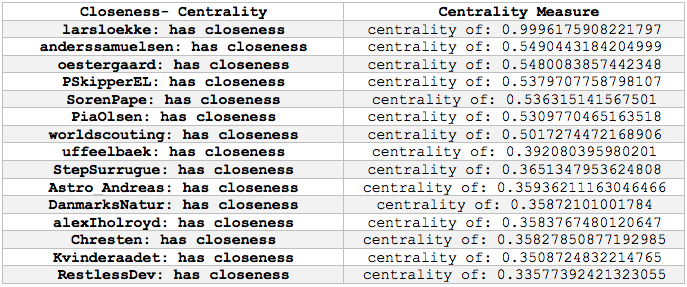 Closeness- Centrality Centrality Measure
larsloekke: has closeness centrality of: 0.9996175908221797
anderssamuelsen: has closeness centrality of: 0.5490443184204999
oestergaard: has closeness centrality of: 0.5480083857442348
PSkipperEL: has closeness centrality of: 0.5379707758798107
SorenPape: has closeness centrality of: 0.536315141567501
PiaOlsen: has closeness centrality of: 0.5309770465163518
worldscouting: has closeness centrality of: 0.5017274472168906
uffeelbaek: has closeness centrality of: 0.392080395980201
StepSurrugue: has closeness centrality of: 0.3651347953624808
Astro_Andreas: has closeness centrality of: 0.35936211163046466
DanmarksNatur: has closeness centrality of: 0.35872101001784
alexIholroyd: has closeness centrality of: 0.3583767480120647
Chresten: has closeness centrality of: 0.35827850877192985
Kvinderaadet: has closeness centrality of: 0.3508724832214765
RestlessDev: has closeness centrality of: 0.33577392421323055